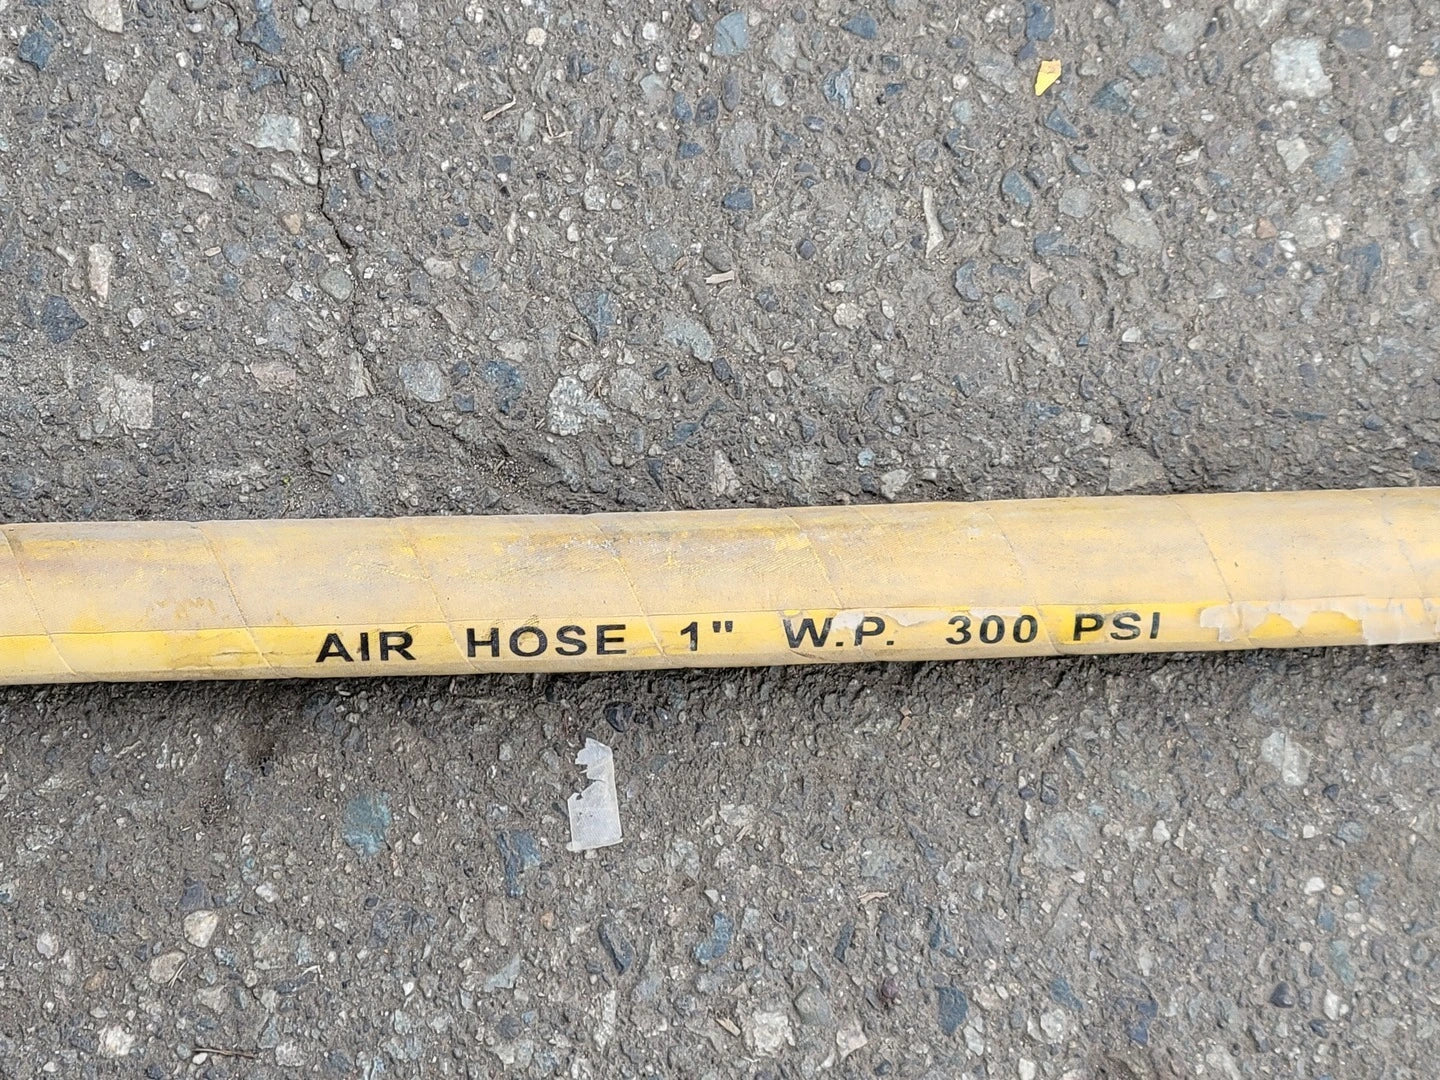 AIR HOSE 1" W.P. 300 PSI